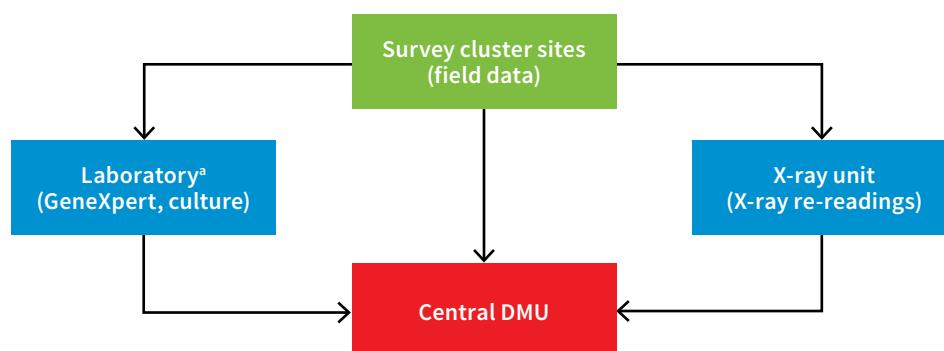 Survey cluster sites
(field data)
Laboratoryᵃ
(GeneXpert, culture)
X-ray unit
(X-ray re-readings)
Central DMU